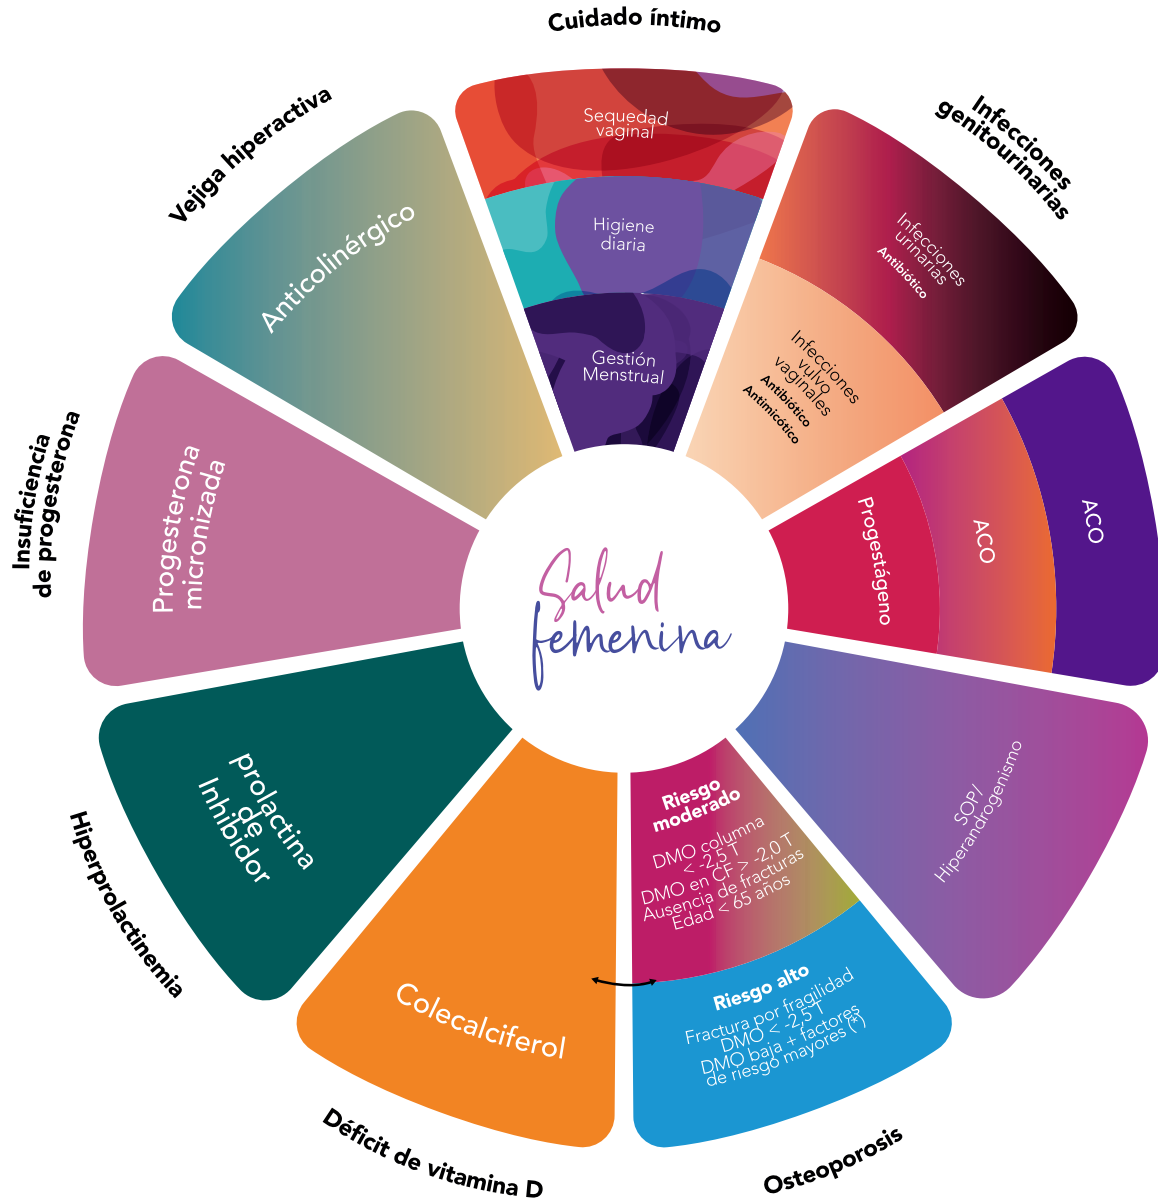 Cuidado íntimo
Sequedad
vaginal
Higiene
diaria
Gestión
Menstrual
Infecciones
genitourinarias
Infecciones
urinarias
Antibiótico
Infecciones
vulvo
vaginales
Antibiótico
Antimicótico
Progestágeno
ACO
ACO
SOP/
Hiperandrogenismo
Riesgo
moderado
DMO columna
< -2,5 T
DMO en CF > -2,0 T
Ausencia de fracturas
Edad < 65 años
Riesgo alto
Fractura por fragilidad
DMO < -2,5 T
DMO baja + factores
de riesgo mayores (*)
Osteoporosis
Colecalciferol
Déficit de vitamina D
prolactina
de
Inhibidor
Hiperprolactinemia
Progesterona
micronizada
Insuficiencia
de progesterona
Anticolinérgico
Vejiga hiperactiva
Salud
femenina